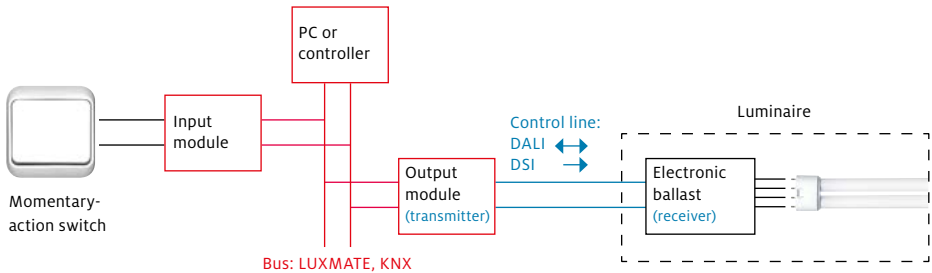 PC or
controller
Input
module
Momentary-
action switch
Bus: LUXMATE, KNX
Output
module
(transmitter)
Control line:
DALI
DSI
Luminaire
Electronic
ballast
(receiver)